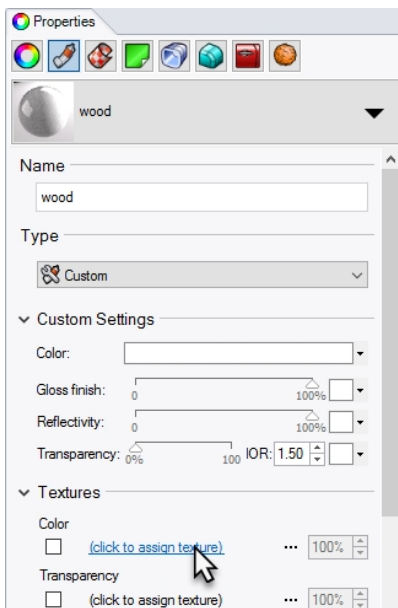 Properties
wood
Name
wood
Type
Custom
Custom Settings
Color:
Gloss finish: 0 100%
Reflectivity: 0 100%
Transparency: 0% 100 IOR: 1.50
Textures
Color
(click to assign texture) ... 100%
Transparency
(click to assign texture) ... 100%